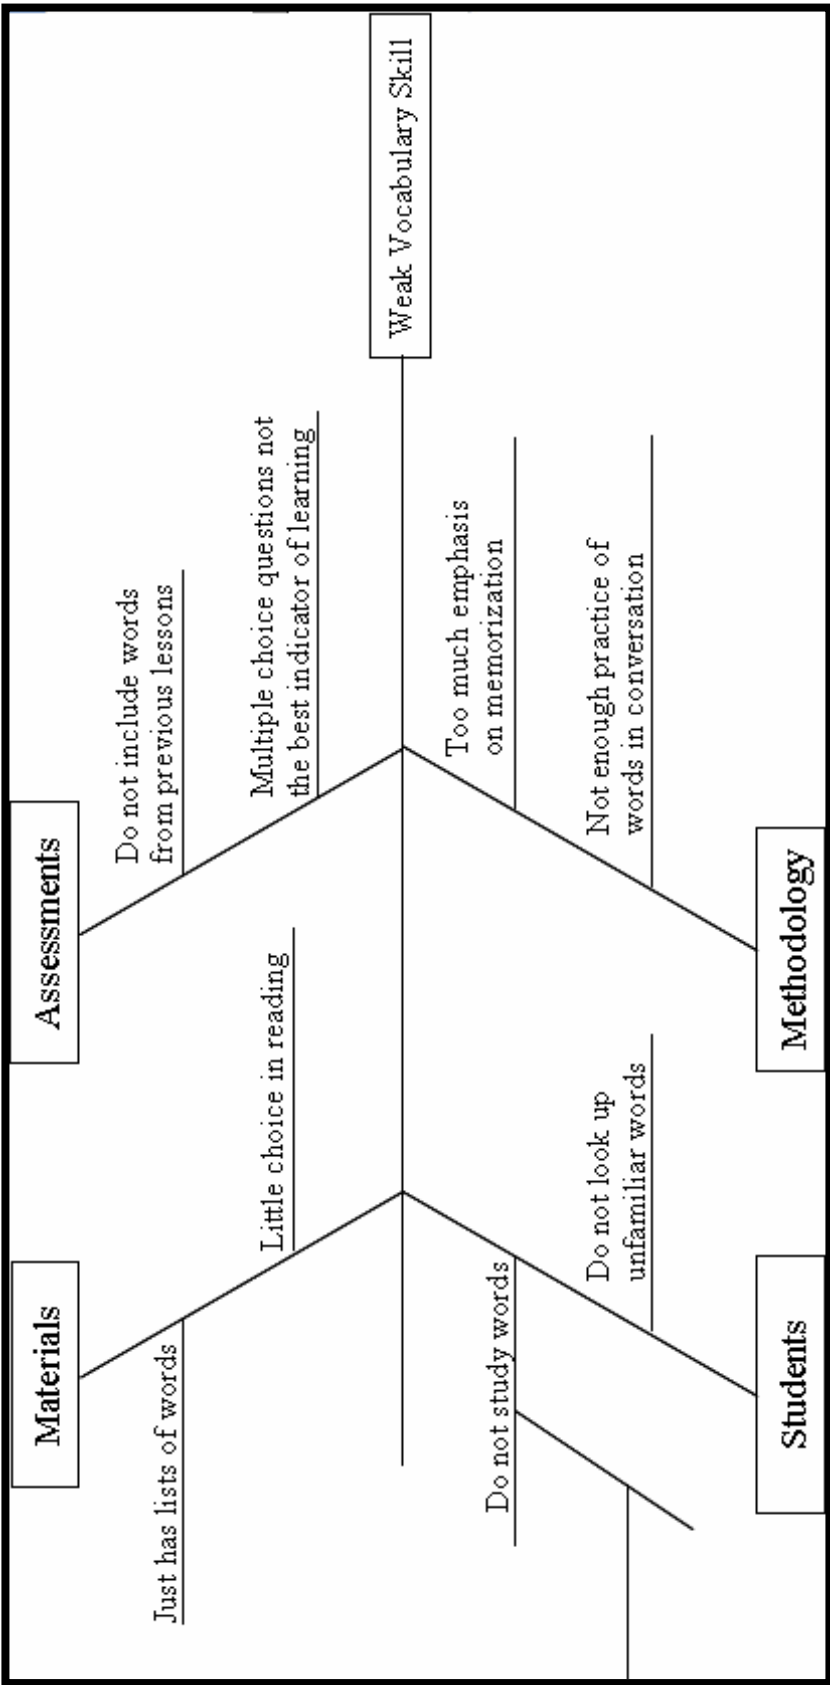 Materials
Assessments
Just has lists of words
Little choice in reading
Do not include words
from previous lessons
Multiple choice questions not
the best indicator of learning
Weak Vocabulary Skill
Do not study words
Do not look up
unfamiliar words
Too much emphasis
on memorization
Not enough practice of
words in conversation
Students
Methodology